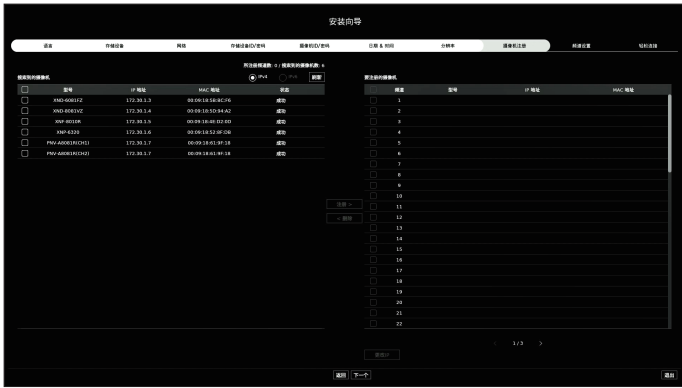 安装向导
语言 存储设备 网络 存储设备ID/密码 摄像机ID/密码 日期 & 时间 分辨率 摄像机注册 频道设置 轻松连接
所注册频道数: 0 / 搜索到的摄像机数: 6
搜索到的摄像机 IPv4 IPv6 刷新 要注册的摄像机
型号 IP 地址 MAC 地址 状态 频道 型号 IP 地址 MAC 地址
XND-6081FZ 172.30.1.3 00:09:18:5B:8C:F6 成功 1
XND-8081VZ 172.30.1.4 00:09:18:5D:94:A2 成功 2
XNF-8010R 172.30.1.5 00:09:18:4E:D2:0D 成功 3
XNP-6320 172.30.1.6 00:09:18:52:8F:DB 成功 4
PNV-A8081R(CH1) 172.30.1.7 00:09:18:61:9F:18 成功 5
PNV-A8081R(CH2) 172.30.1.7 00:09:18:61:9F:18 成功 6
7
8
9
10
注册 >
11
< 删除
12
13
14
15
16
17
18
19
20
21
22
< 1/3 >
返回 下一个 退出